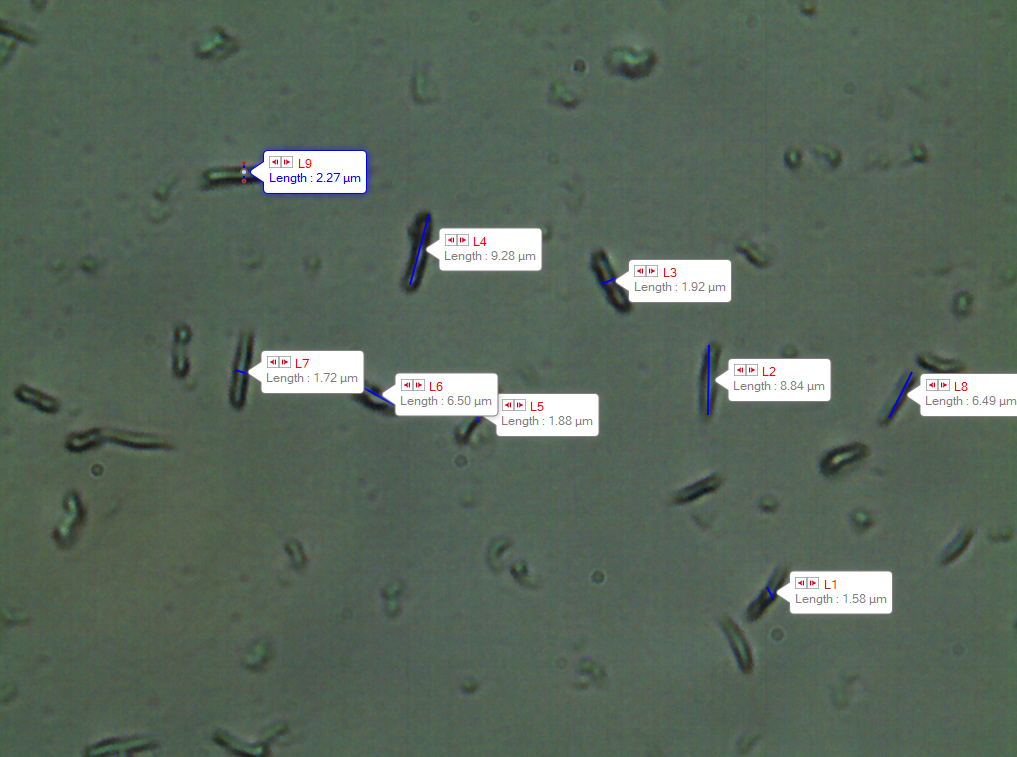 L9
Length : 2.27 µm
L4
Length : 9.28 µm
L3
Length : 1.92 µm
L7
Length : 1.72 µm
L2
Length : 8.84 µm
L6
Length : 6.50 µm
L8
Length : 6.49 µm
L5
Length : 1.88 µm
L1
Length : 1.58 µm